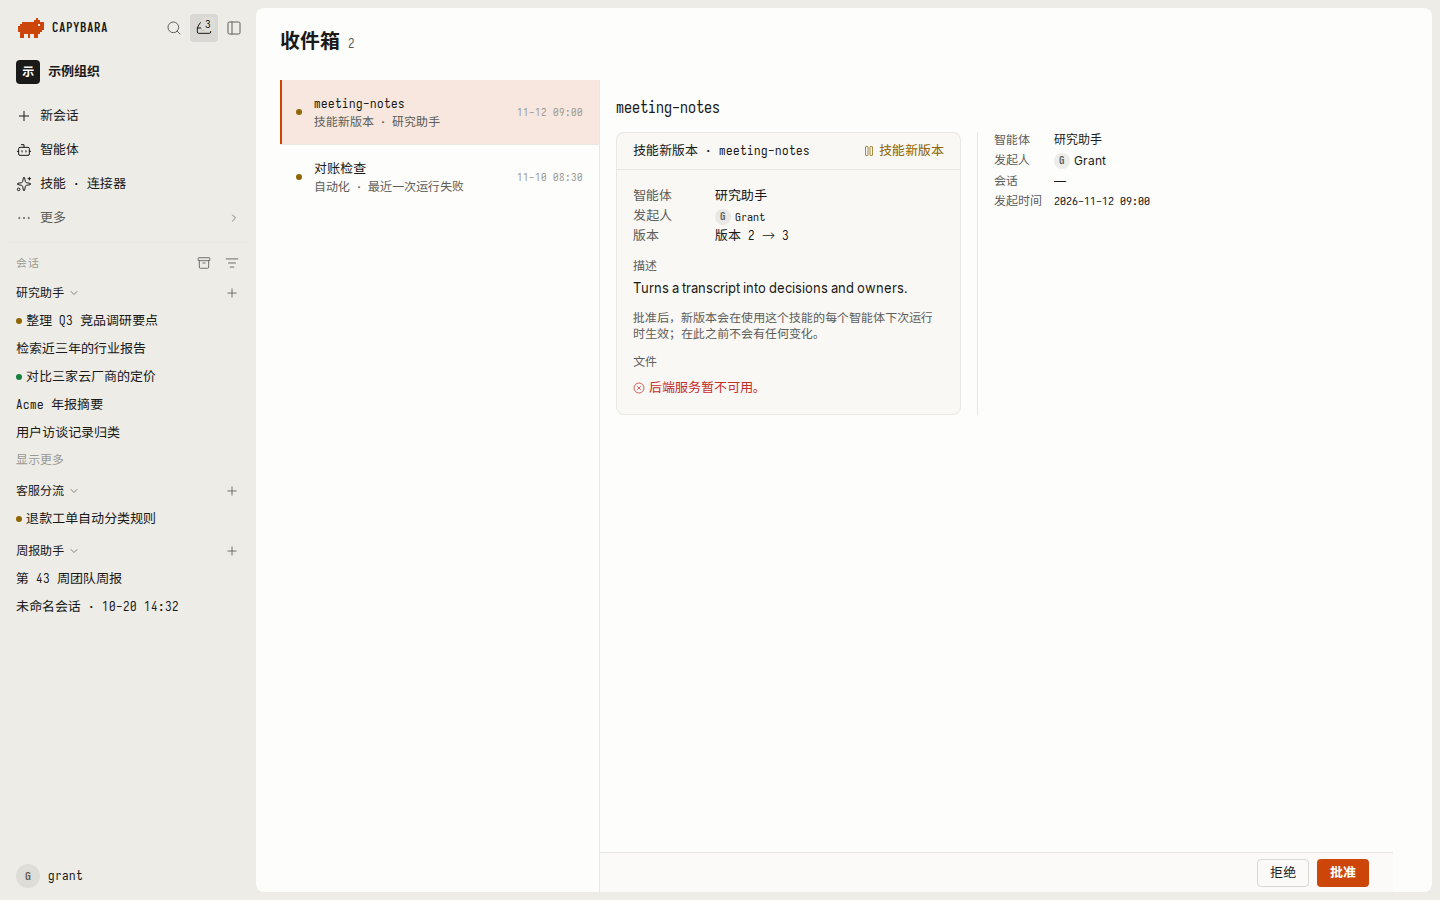 CAPYBARA
3
示 示例组织
新会话
智能体
技能 · 连接器
更多
会话
研究助手
整理 Q3 竞品调研要点
检索近三年的行业报告
对比三家云厂商的定价
Acme 年报摘要
用户访谈记录归类
显示更多
客服分流
退款工单自动分类规则
周报助手
第 43 周团队周报
未命名会话 · 10-20 14:32
G grant
收件箱 2
meeting-notes
技能新版本 · 研究助手
11-12 09:00
对账检查
自动化 · 最近一次运行失败
11-10 08:30
meeting-notes
技能新版本 · meeting-notes
技能新版本
智能体 研究助手
发起人 G Grant
版本 版本 2 → 3
描述
Turns a transcript into decisions and owners.
批准后，新版本会在使用这个技能的每个智能体下次运行
时生效；在此之前不会有任何变化。
文件
后端服务暂不可用。
智能体 研究助手
发起人 G Grant
会话 —
发起时间 2026-11-12 09:00
拒绝
批准